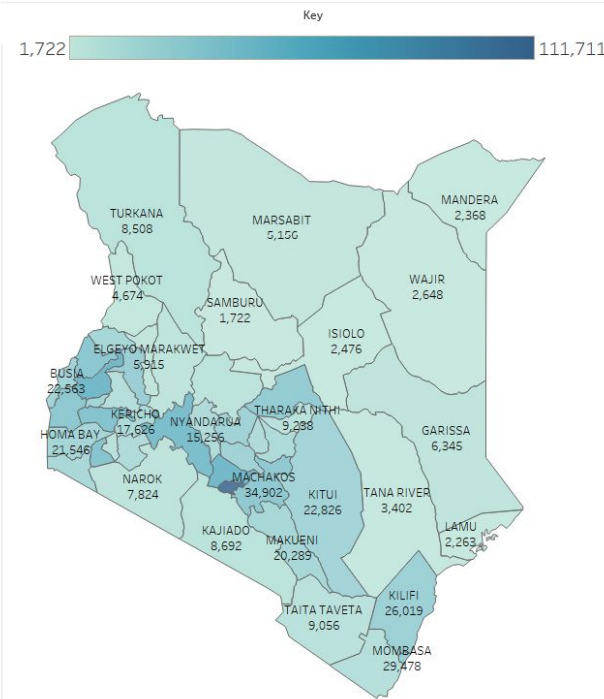 Key
1,722
111,711
MANDERA
2,368
TURKANA
8,508
MARSABIT
5,156
WAJIR
2,648
WEST POKOT
4,674
SAMBURU
1,722
ISIOLO
2,476
ELGEYO MARAKWET
5,915
BUSIA
22,563
THARAKA NITHI
9,238
KERICHO
17,626
NYANDARUA
15,256
GARISSA
6,345
HOMA BAY
21,546
NAROK
7,824
MACHAKOS
34,902
KITUI
22,826
TANA RIVER
3,402
LAMU
2,263
KAJIADO
8,692
MAKUENI
20,289
KILIFI
26,019
TAITA TAVETA
9,056
MOMBASA
29,478